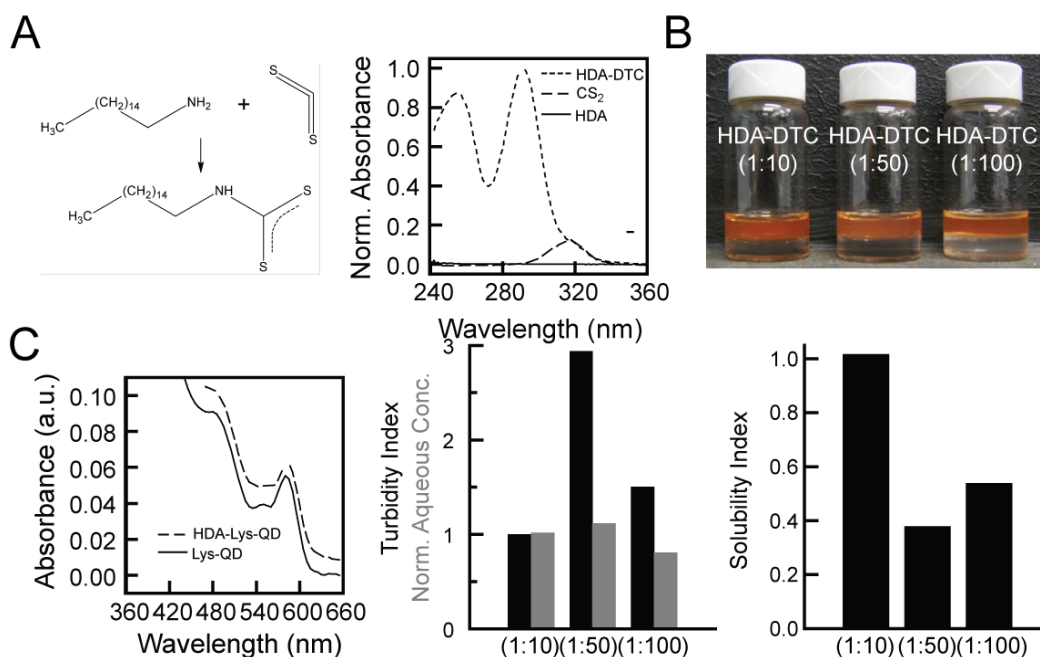 A
(CH2)14
NH2
H3C
+
S
S
(CH2)14
NH
S
H3C
S
Norm. Absorbance
1.0
0.8
0.6
0.4
0.2
0.0
HDA-DTC
CS2
HDA
240 280 320 360
Wavelength (nm)
B
HDA-DTC
(1:10)
HDA-DTC
(1:50)
HDA-DTC
(1:100)
C
Absorbance (a.u.)
0.10
0.08
0.06
0.04
0.02
0.00
HDA-Lys-QD
Lys-QD
360 420 480 540 600 660
Wavelength (nm)
Turbidity Index
Norm. Aqueous Conc.
3
2
1
0
(1:10)(1:50)(1:100)
Solubility Index
1.0
0.8
0.6
0.4
0.2
0.0
(1:10)(1:50)(1:100)